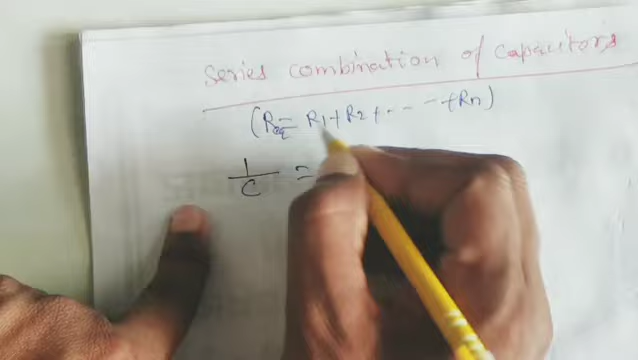 Series combination of capacitors
(Req = R1 + R2 + ---- + Rn)
1/C =